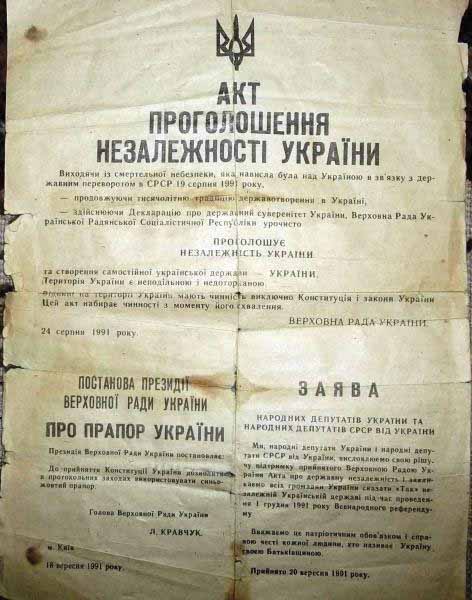 АКТ
ПРОГОЛОШЕННЯ
НЕЗАЛЕЖНОСТІ УКРАЇНИ
Виходячи із смертельної небезпеки, яка нависла була над Україною в зв'язку з дер-
жавним переворотом в СРСР 19 серпня 1991 року,
— продовжуючи тисячолітню традицію державотворення в Україні,
— здійснюючи Декларацію про державний суверенітет України, Верховна Рада Ук-
раїнської Радянської Соціалістичної Республіки урочисто
ПРОГОЛОШУЄ
НЕЗАЛЕЖНІСТЬ УКРАЇНИ
та створення самостійної української держави — УКРАЇНИ.
Територія України є неподільною і недоторканою.
Віднині на території України мають чинність виключно Конституція і закони України
Цей акт набирає чинності з моменту його схвалення.
ВЕРХОВНА РАДА УКРАЇНИ.
24 серпня 1991 року.
ПОСТАНОВА ПРЕЗИДІЇ
ВЕРХОВНОЇ РАДИ УКРАЇНИ
ПРО ПРАПОР УКРАЇНИ
Президія Верховної Ради України постановляє:
До прийняття Конституції України дозволити
в протокольних заходах використовувати синьо-
жовтий прапор.
Голова Верховної Ради України
Л. КРАВЧУК.
м. Київ
18 вересня 1991 року.
ЗАЯВА
НАРОДНИХ ДЕПУТАТІВ УКРАЇНИ ТА
НАРОДНИХ ДЕПУТАТІВ СРСР ВІД УКРАЇНИ
Ми, народні депутати України і народні депу-
тати СРСР від України, висловлюємо свою рішу-
чу підтримку прийнятого Верховною Радою Ук-
раїни Акта про державну незалежність і заклика-
ємо всіх громадян України сказати «Так» не-
залежній Українській державі під час проведен-
ня 1 грудня 1991 року Всенародного референду-
му
Вважаємо це патріотичним обов'язком і спра-
вою честі кожної людини, хто називає Україну
своєю Батьківщиною.
Прийнято 20 вересня 1991 року.